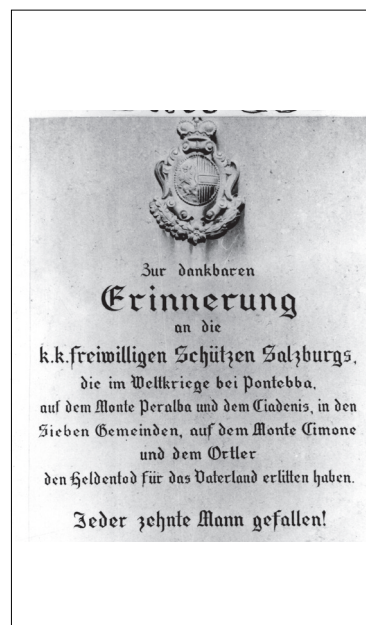 Zur dankbaren
Erinnerung
an die
k.k. freiwilligen Schützen Salzburgs,
die im Weltkriege bei Pontebba,
auf dem Monte Peralba und dem Ciadenis, in den
Sieben Gemeinden, auf dem Monte Cimone
und dem Ortler
den Heldentod für das Vaterland erlitten haben.
Jeder zehnte Mann gefallen!